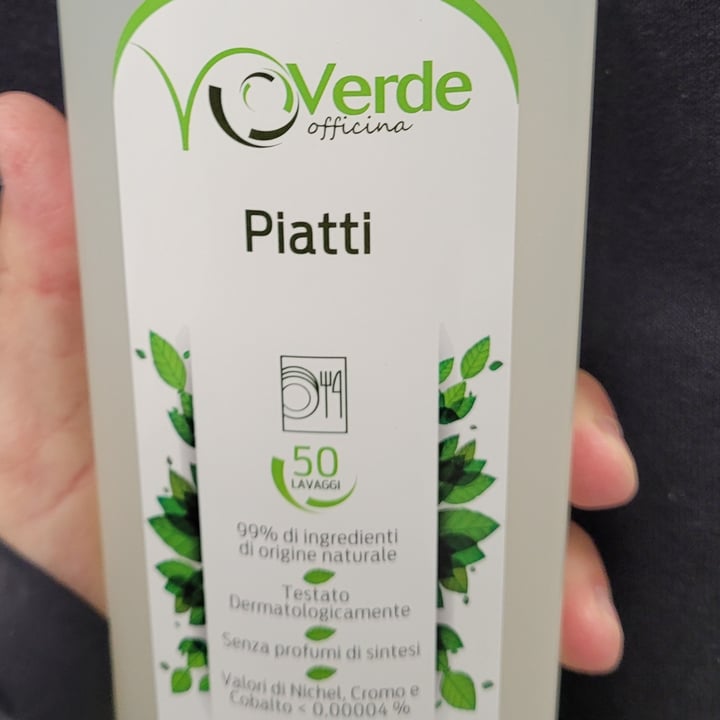 Verde
officina
Piatti
50
LAVAGGI
99% di ingredienti
di origine naturale
Testato
Dermatologicamente
Senza profumi di sintesi
Valori di Nichel, Cromo e
Cobalto < 0,00004 %